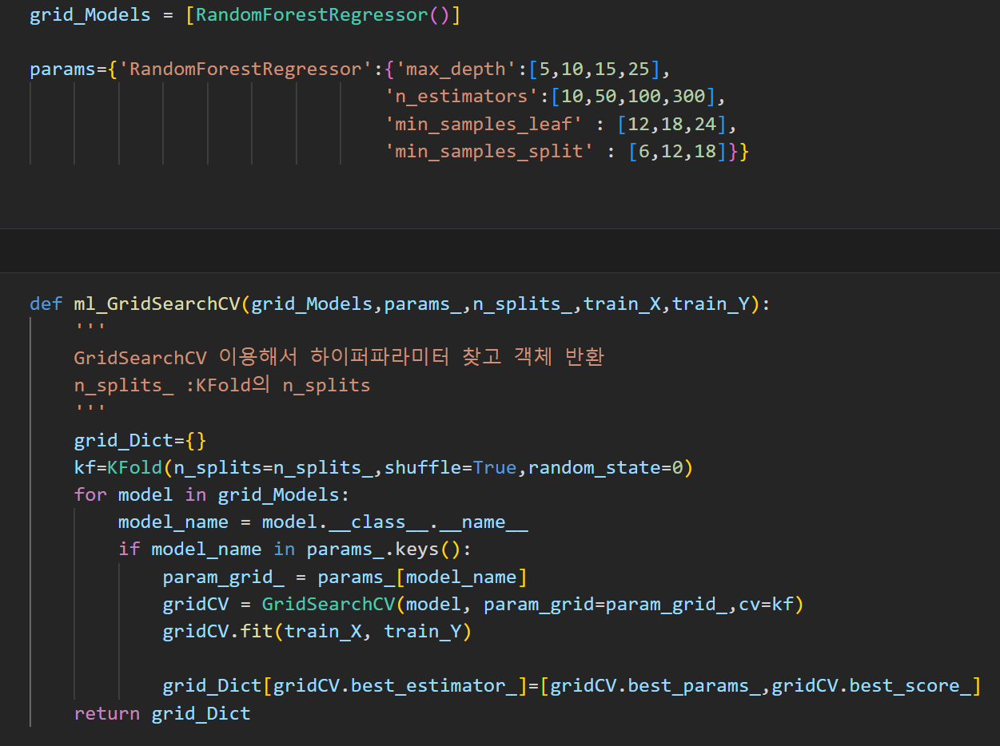 grid_Models = [RandomForestRegressor()]
params={'RandomForestRegressor':{'max_depth':[5,10,15,25],
'n_estimators':[10,50,100,300],
'min_samples_leaf' : [12,18,24],
'min_samples_split' : [6,12,18]}}
def ml_GridSearchCV(grid_Models,params_,n_splits_,train_X,train_Y):
'''
GridSearchCV 이용해서 하이퍼파라미터 찾고 객체 반환
n_splits_ :KFold의 n_splits
'''
grid_Dict={}
kf=KFold(n_splits=n_splits_,shuffle=True,random_state=0)
for model in grid_Models:
model_name = model.__class__.__name__
if model_name in params_.keys():
param_grid_ = params_[model_name]
gridCV = GridSearchCV(model, param_grid=param_grid_,cv=kf)
gridCV.fit(train_X, train_Y)
grid_Dict[gridCV.best_estimator_]=[gridCV.best_params_,gridCV.best_score_]
return grid_Dict